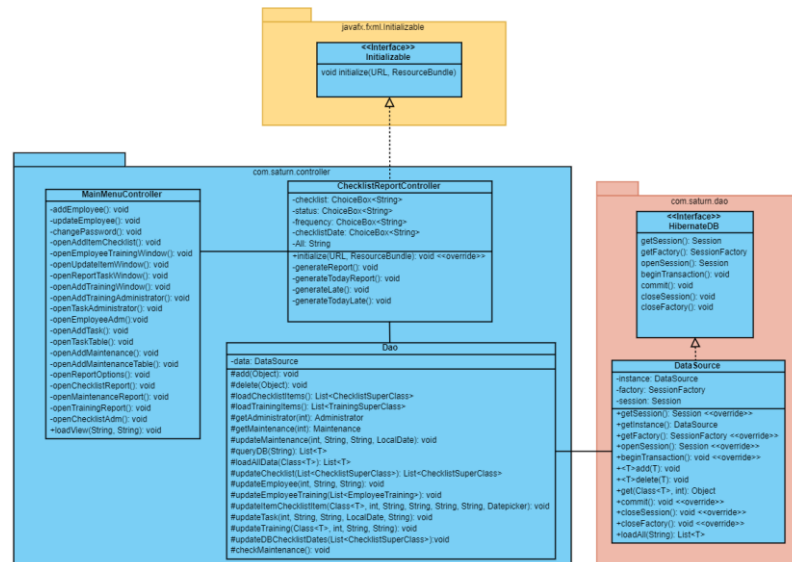 javafx.fxml.Initializable
<<Interface>>
Initializable
void initialize(URL, ResourceBundle)
com.saturn.controller
MainMenuController
-addEmployee(): void
-updateEmployee(): void
-changePassword(): void
-openAddItemChecklist(): void
-openEmployeeTrainingWindow(): void
-openUpdateItemWindow(): void
-openReportTaskWindow(): void
-openAddTrainingWindow(): void
-openAddTrainingAdministrator(): void
-openTaskAdministrator(): void
-openEmployeeAdm():void
-openAddTask(): void
-openTaskTable(): void
-openAddMaintenance(): void
-openAddMaintenanceTable(): void
-openReportOptions(): void
-openChecklistReport(): void
-openMaintenanceReport(): void
-openTrainingReport(): void
-openChecklistAdm(): void
+loadView(String, String): void
ChecklistReportController
-checklist: ChoiceBox<String>
-status: ChoiceBox<String>
-frequency: ChoiceBox<String>
-checklistDate: ChoiceBox<String>
-All: String
+initialize(URL, ResourceBundle): void <<override>>
-generateReport(): void
-generateTodayReport(): void
-generateLate(): void
-generateTodayLate(): void
Dao
-data: DataSource
#add(Object): void
#delete(Object): void
#loadChecklistItems(): List<ChecklistSuperClass>
#loadTrainingItems(): List<TrainingSuperClass>
#getAdministrator(int): Administrator
#getMaintenance(int): Maintenance
#updateMaintenance(int, String, String, LocalDate): void
#queryDB(String): List<T>
#loadAllData(Class<T>): List<T>
#updateChecklist(List<ChecklistSuperClass>): List<ChecklistSuperClass>
#updateEmployee(int, String, String): void
#updateEmployeeTraining(List<EmployeeTraining>): void
#updateItemChecklistItem(Class<T>, int, String, String, String, String, Datepicker): void
#updateTask(int, String, LocalDate, String): void
#updateTraining(Class<T>, int, String, String): void
#updateDBChecklistDates(List<ChecklistSuperClass>):void
#checkMaintenance(): void
com.saturn.dao
<<Interface>>
HibernateDB
getSession(): Session
getFactory(): SessionFactory
openSession(): Session
beginTransaction(): void
commit(): void
closeSession(): void
closeFactory(): void
DataSource
-instance: DataSource
-factory: SessionFactory
-session: Session
+getSession(): Session <<override>>
+getInstance(): DataSource
+getFactory(): SessionFactory <<override>>
+openSession(): Session <<override>>
+beginTransaction(): void <<override>>
+<T>add(T): void
+<T>delete(T): void
+get(Class<T>, int): Object
+commit(): void <<override>>
+closeSession(): void <<override>>
+closeFactory(): void <<override>>
+loadAll(String): List<T>